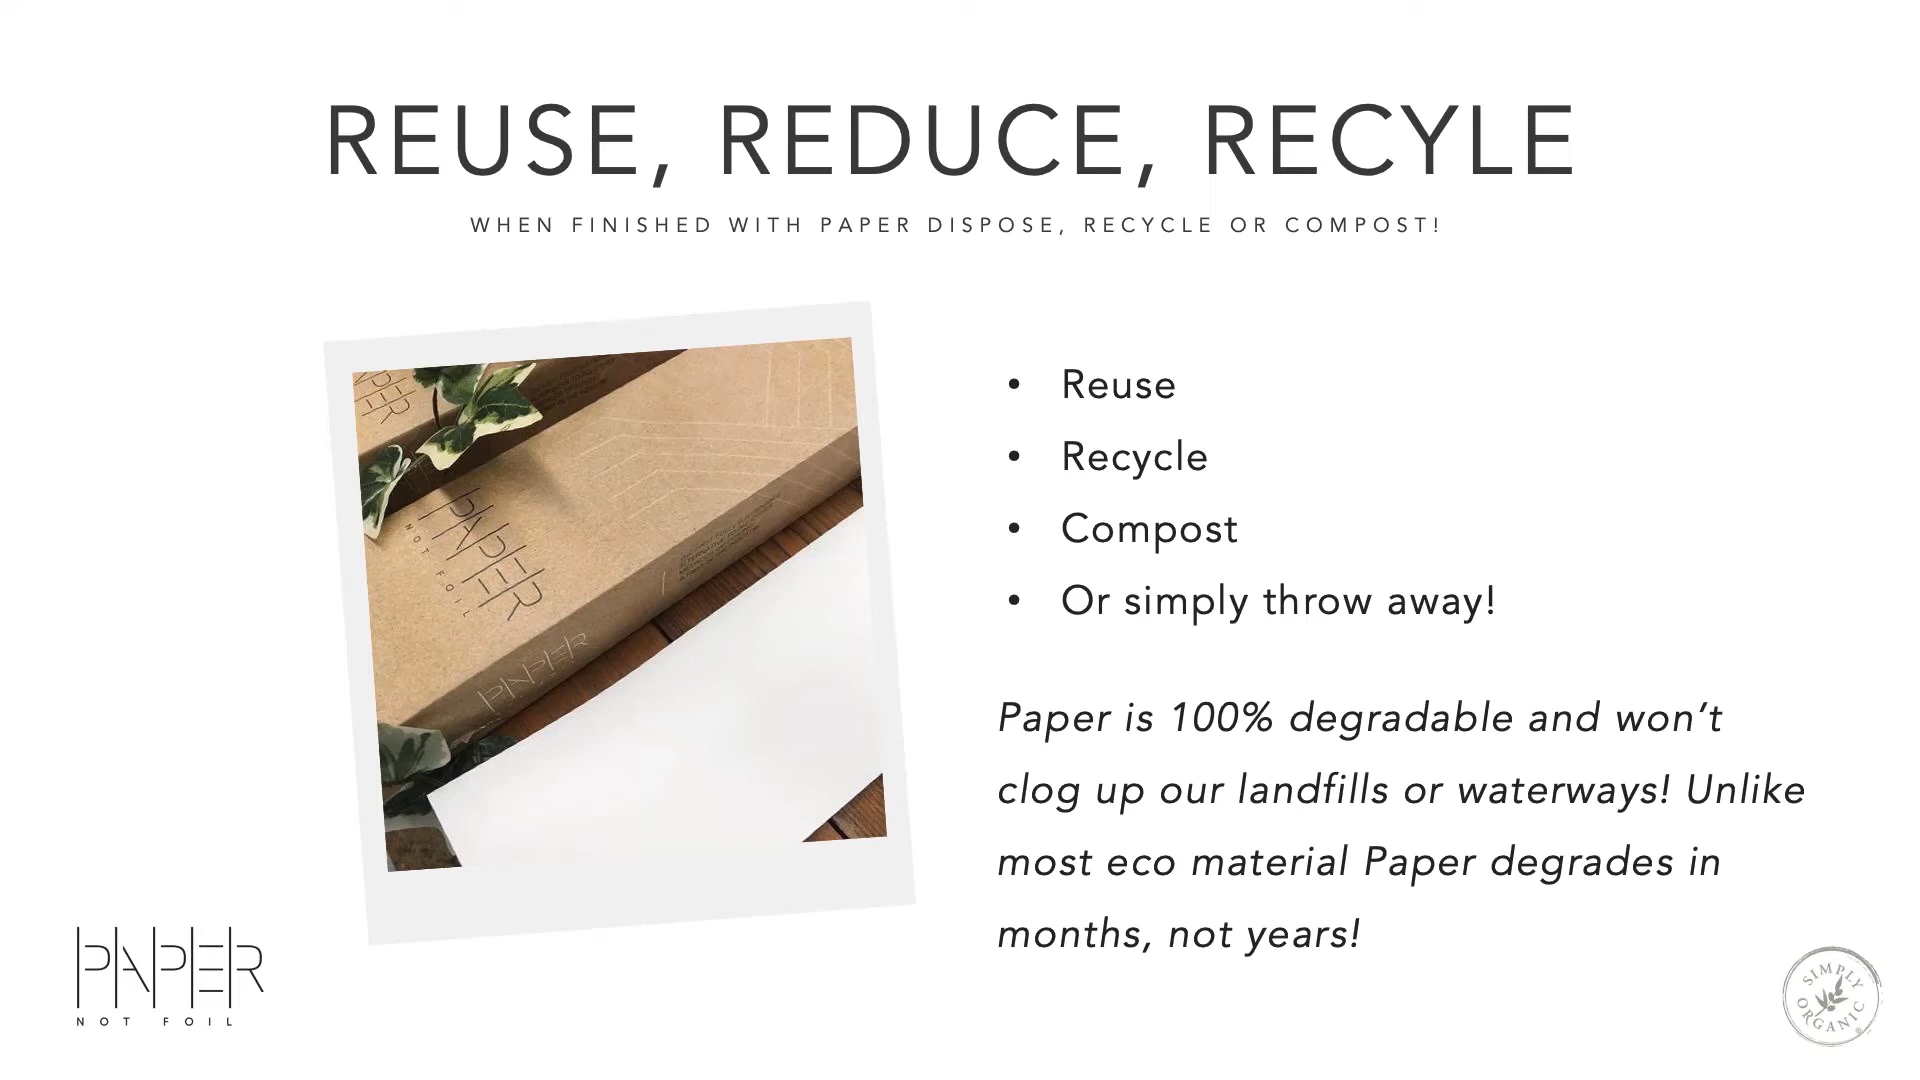 REUSE, REDUCE, RECYLE
WHEN FINISHED WITH PAPER DISPOSE, RECYCLE OR COMPOST!
PAPER
NOT FOIL
PAPER
• Reuse
• Recycle
• Compost
• Or simply throw away!
Paper is 100% degradable and won’t
clog up our landfills or waterways! Unlike
most eco material Paper degrades in
months, not years!
PAPER
NOT FOIL
SIMPLY
ORGANIC